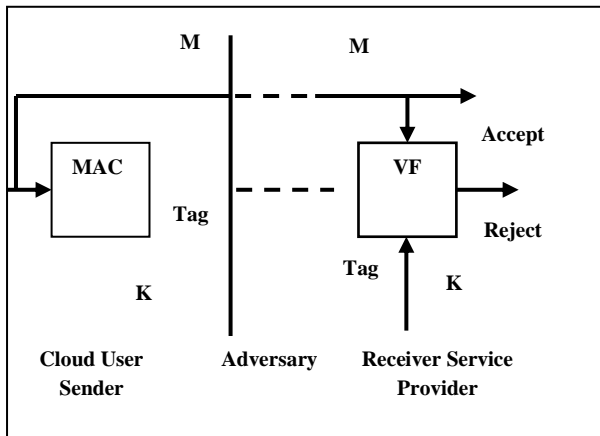 M
M
Accept
MAC
VF
Tag
Reject
Tag
K
K
Cloud User
Sender
Adversary
Receiver Service
Provider